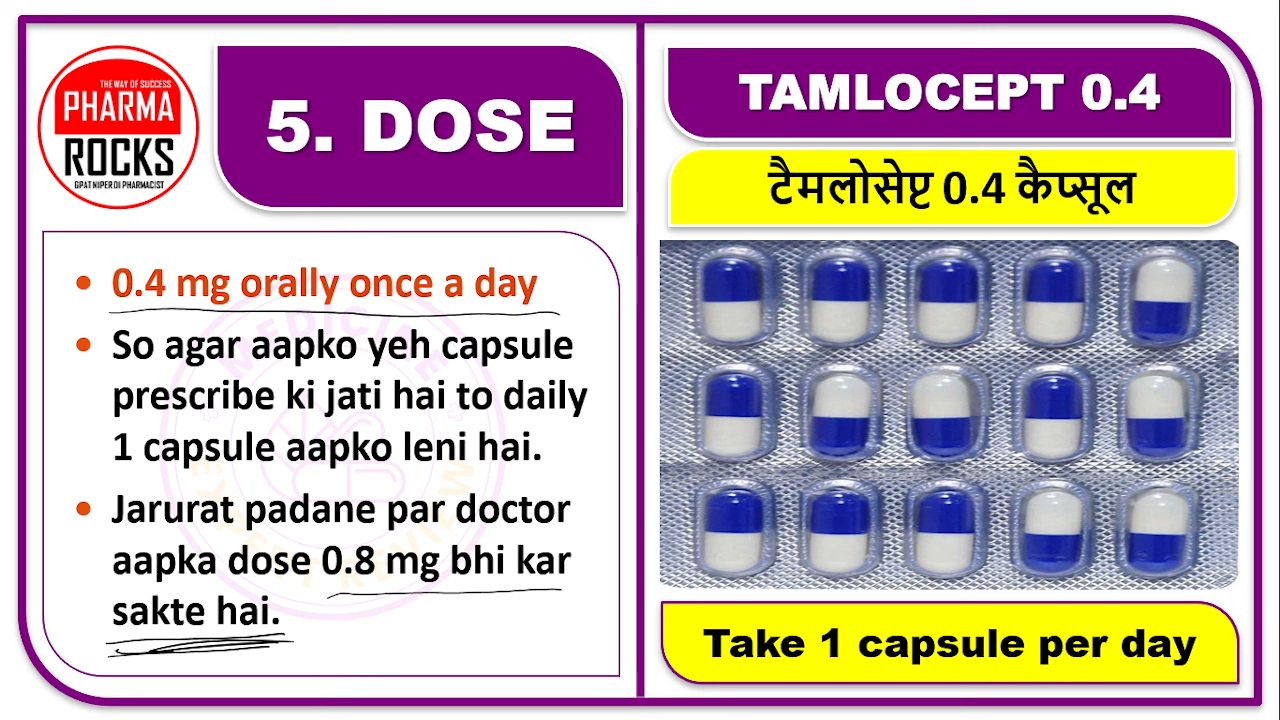 THE WAY OF SUCCESS
PHARMA
ROCKS
GPAT NIPER DI PHARMACIST
5. DOSE
• 0.4 mg orally once a day
• So agar aapko yeh capsule
prescribe ki jati hai to daily
1 capsule aapko leni hai.
• Jarurat padane par doctor
aapka dose 0.8 mg bhi kar
sakte hai.
TAMLOCEPT 0.4
टैमलोसेप्ट 0.4 कैप्सूल
Take 1 capsule per day